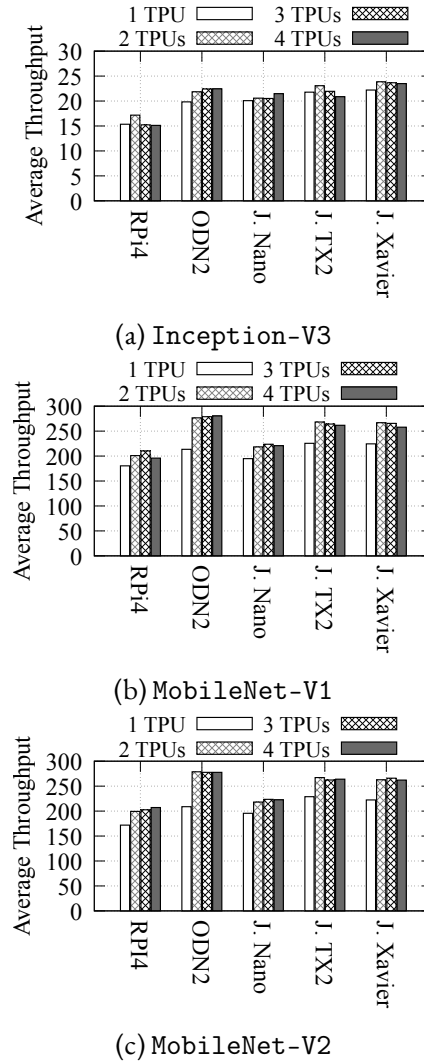 1 TPU 3 TPUs
2 TPUs 4 TPUs
Average Throughput
30
25
20
15
10
5
0
RPi4 ODN2 J. Nano J. TX2 J. Xavier
(a) Inception-V3
1 TPU 3 TPUs
2 TPUs 4 TPUs
Average Throughput
300
250
200
150
100
50
0
RPi4 ODN2 J. Nano J. TX2 J. Xavier
(b) MobileNet-V1
1 TPU 3 TPUs
2 TPUs 4 TPUs
Average Throughput
300
250
200
150
100
50
0
RPI4 ODN2 J. Nano J. TX2 J. Xavier
(c) MobileNet-V2